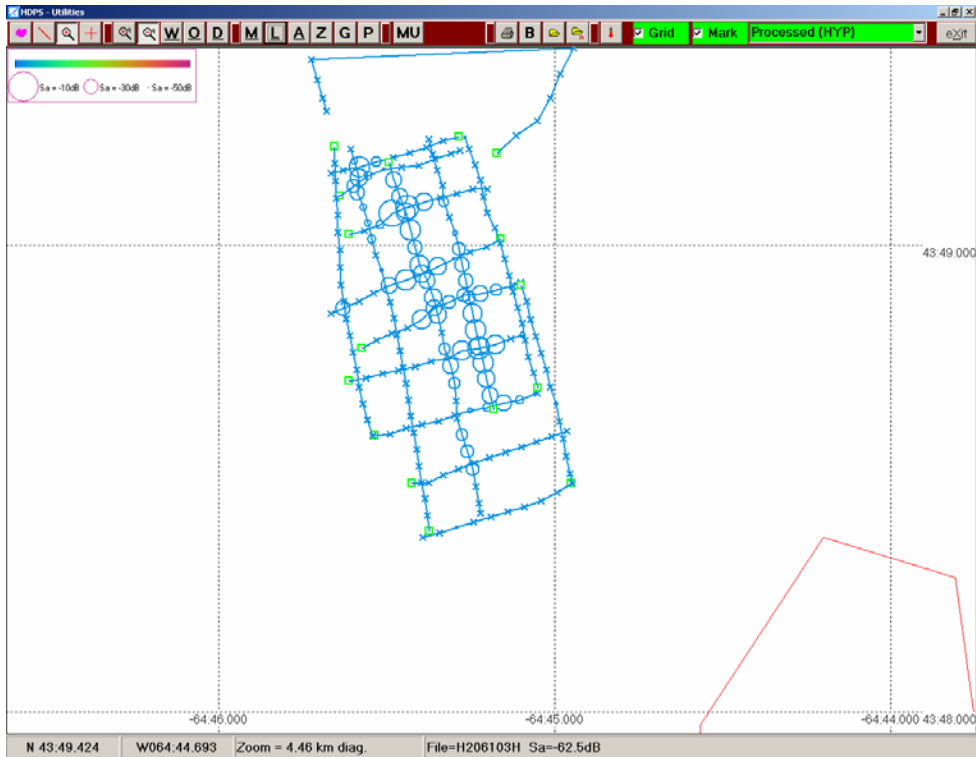 HDPS - Utilities
W O D M L A Z G P MU B Grid Mark Processed (HYP) eXit
Sa = -10dB Sa = -30dB Sa = -50dB
43:49.000
-64:46.000 -64:45.000 -64:44.000 43:48.000
N 43:49.424 W064:44.693 Zoom = 4.46 km diag. File=H206103H Sa=-62.5dB